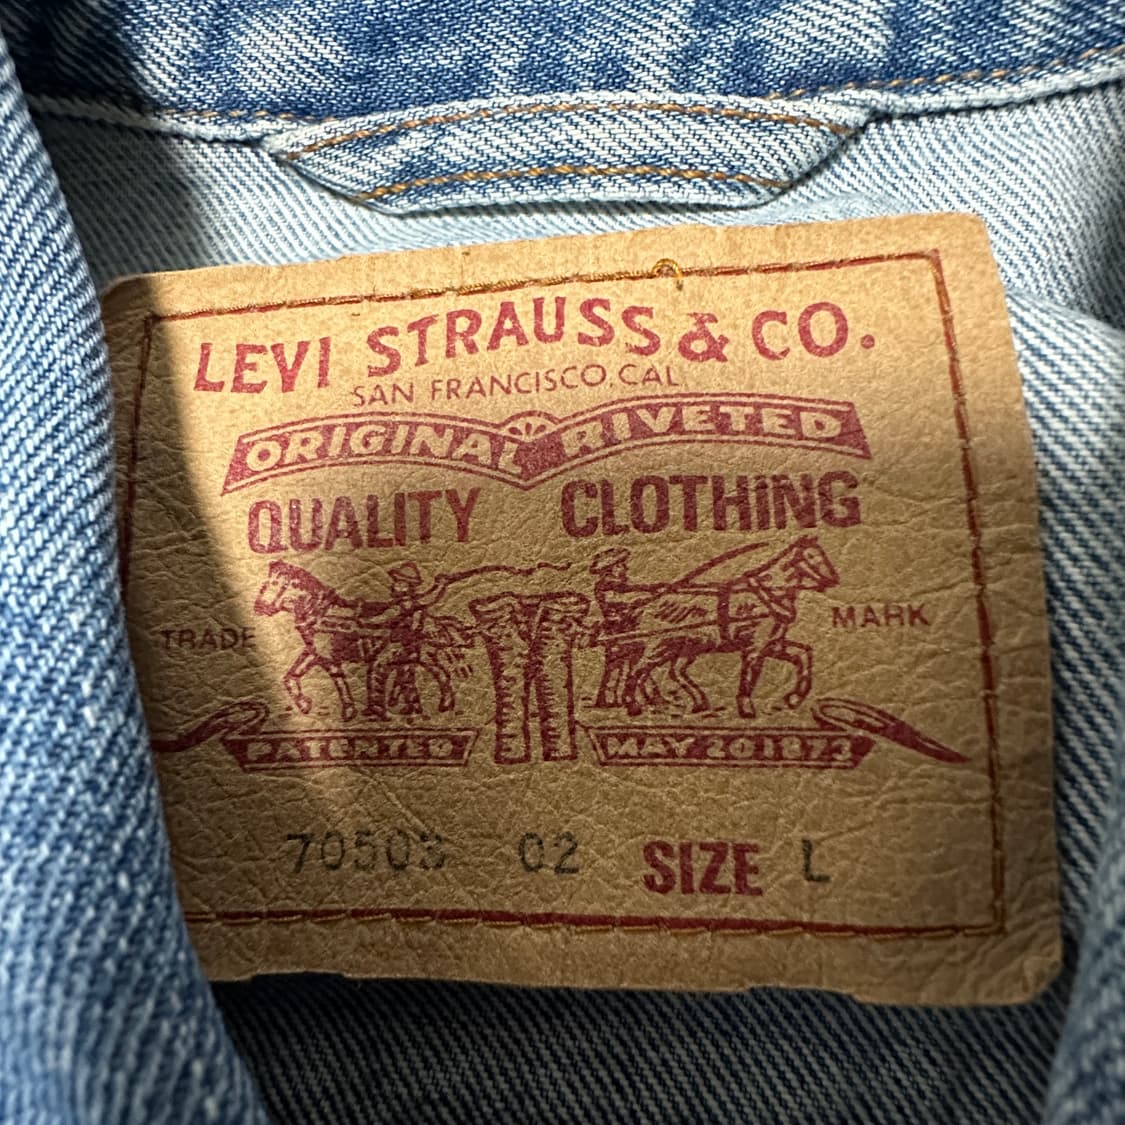 LEVI STRAUSS & CO.
SAN FRANCISCO, CAL.
ORIGINAL RIVETED
QUALITY CLOTHING
TRADE MARK
PATENTED MAY 20 1873
70503 02 SIZE L